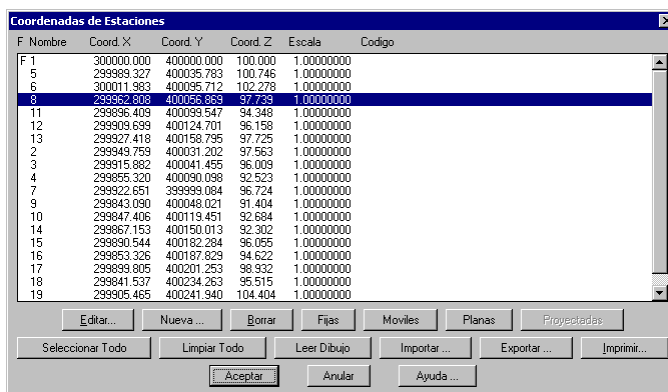 Coordenadas de Estaciones
F Nombre Coord. X Coord. Y Coord. Z Escala Codigo
F 1 300000.000 400000.000 100.000 1.00000000
5 299989.327 400035.783 100.746 1.00000000
6 300011.983 400095.712 102.278 1.00000000
8 299962.808 400056.869 97.739 1.00000000
11 299896.409 400099.547 94.348 1.00000000
12 299909.699 400124.701 96.158 1.00000000
13 299927.418 400158.795 97.725 1.00000000
2 299949.759 400031.202 97.563 1.00000000
3 299915.882 400041.455 96.009 1.00000000
4 299855.320 400090.098 92.523 1.00000000
7 299922.651 399999.084 96.724 1.00000000
9 299843.090 400048.021 91.404 1.00000000
10 299847.406 400119.451 92.684 1.00000000
14 299867.153 400150.013 92.302 1.00000000
15 299890.544 400182.284 96.055 1.00000000
16 299853.326 400187.829 94.622 1.00000000
17 299899.805 400201.253 98.932 1.00000000
18 299841.537 400234.263 95.515 1.00000000
19 299905.465 400241.940 104.404 1.00000000
Editar... Nueva ... Borrar Fijas Moviles Planas Proyectadas
Seleccionar Todo Limpiar Todo Leer Dibujo Importar ... Exportar ... Imprimir...
Aceptar Anular Ayuda ...